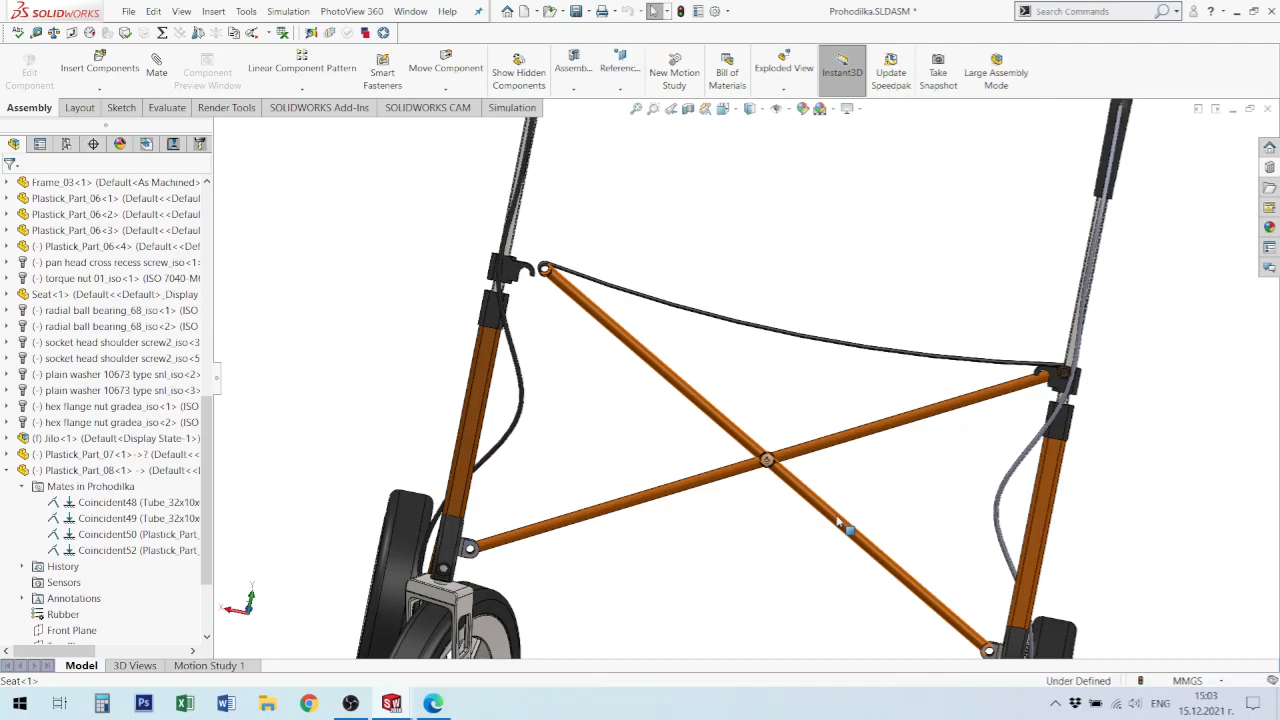 SOLIDWORKS
File
Edit
View
Insert
Tools
Simulation
PhotoView 360
Window
Help
Prohodilka.SLDASM *
Search Commands
Edit
Component
Insert Components
Mate
Component
Preview Window
Linear Component Pattern
Smart
Fasteners
Move Component
Show Hidden
Components
Assemb...
Referenc...
New Motion
Study
Bill of
Materials
Exploded View
Instant3D
Update
Speedpak
Take
Snapshot
Large Assembly
Mode
Assembly
Layout
Sketch
Evaluate
Render Tools
SOLIDWORKS Add-Ins
SOLIDWORKS CAM
Simulation
Frame_03<1> (Default<As Machined>
Plastick_Part_06<1> (Default<<Defau
Plastick_Part_06<2> (Default<<Defau
Plastick_Part_06<3> (Default<<Defau
(-) Plastick_Part_06<4> (Default<<Def
(-) pan head cross recess screw_iso<1>
(-) torque nut 01_iso<1> (ISO 7040-M6
Seat<1> (Default<<Default>_Display
(-) radial ball bearing_68_iso<1> (ISO
(-) radial ball bearing_68_iso<2> (ISO
(-) socket head shoulder screw2_iso<3
(-) socket head shoulder screw2_iso<5
(-) plain washer 10673 type snl_iso<2>
(-) plain washer 10673 type snl_iso<3>
(-) hex flange nut gradea_iso<1> (ISO
(-) hex flange nut gradea_iso<2> (ISO
(f) Jilo<1> (Default<Display State-1>)
(-) Plastick_Part_07<1>->? (Default<<
(-) Plastick_Part_08<1> -> (Default<<
Mates in Prohodilka
Coincident48 (Tube_32x10x
Coincident49 (Tube_32x10x
Coincident50 (Plastick_Part_
Coincident52 (Plastick_Part_
History
Sensors
Annotations
Rubber
Front Plane
Y
X
Model
3D Views
Motion Study 1
Seat<1>
Under Defined
MMGS
Ps
SW
ENG
15:03
15.12.2021 г.